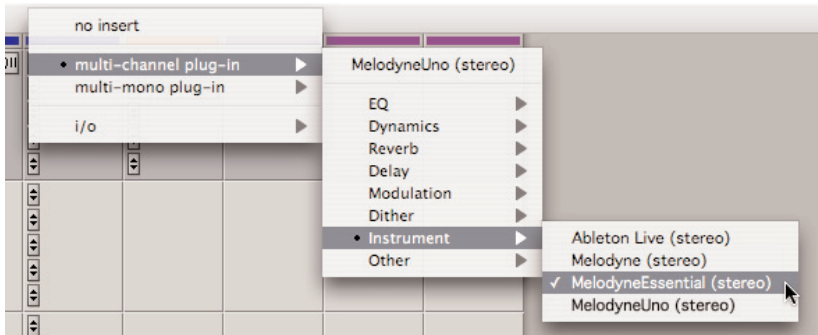 no insert
multi-channel plug-in
multi-mono plug-in
i/o
MelodyneUno (stereo)
EQ
Dynamics
Reverb
Delay
Modulation
Dither
Instrument
Other
Ableton Live (stereo)
Melodyne (stereo)
MelodyneEssential (stereo)
MelodyneUno (stereo)